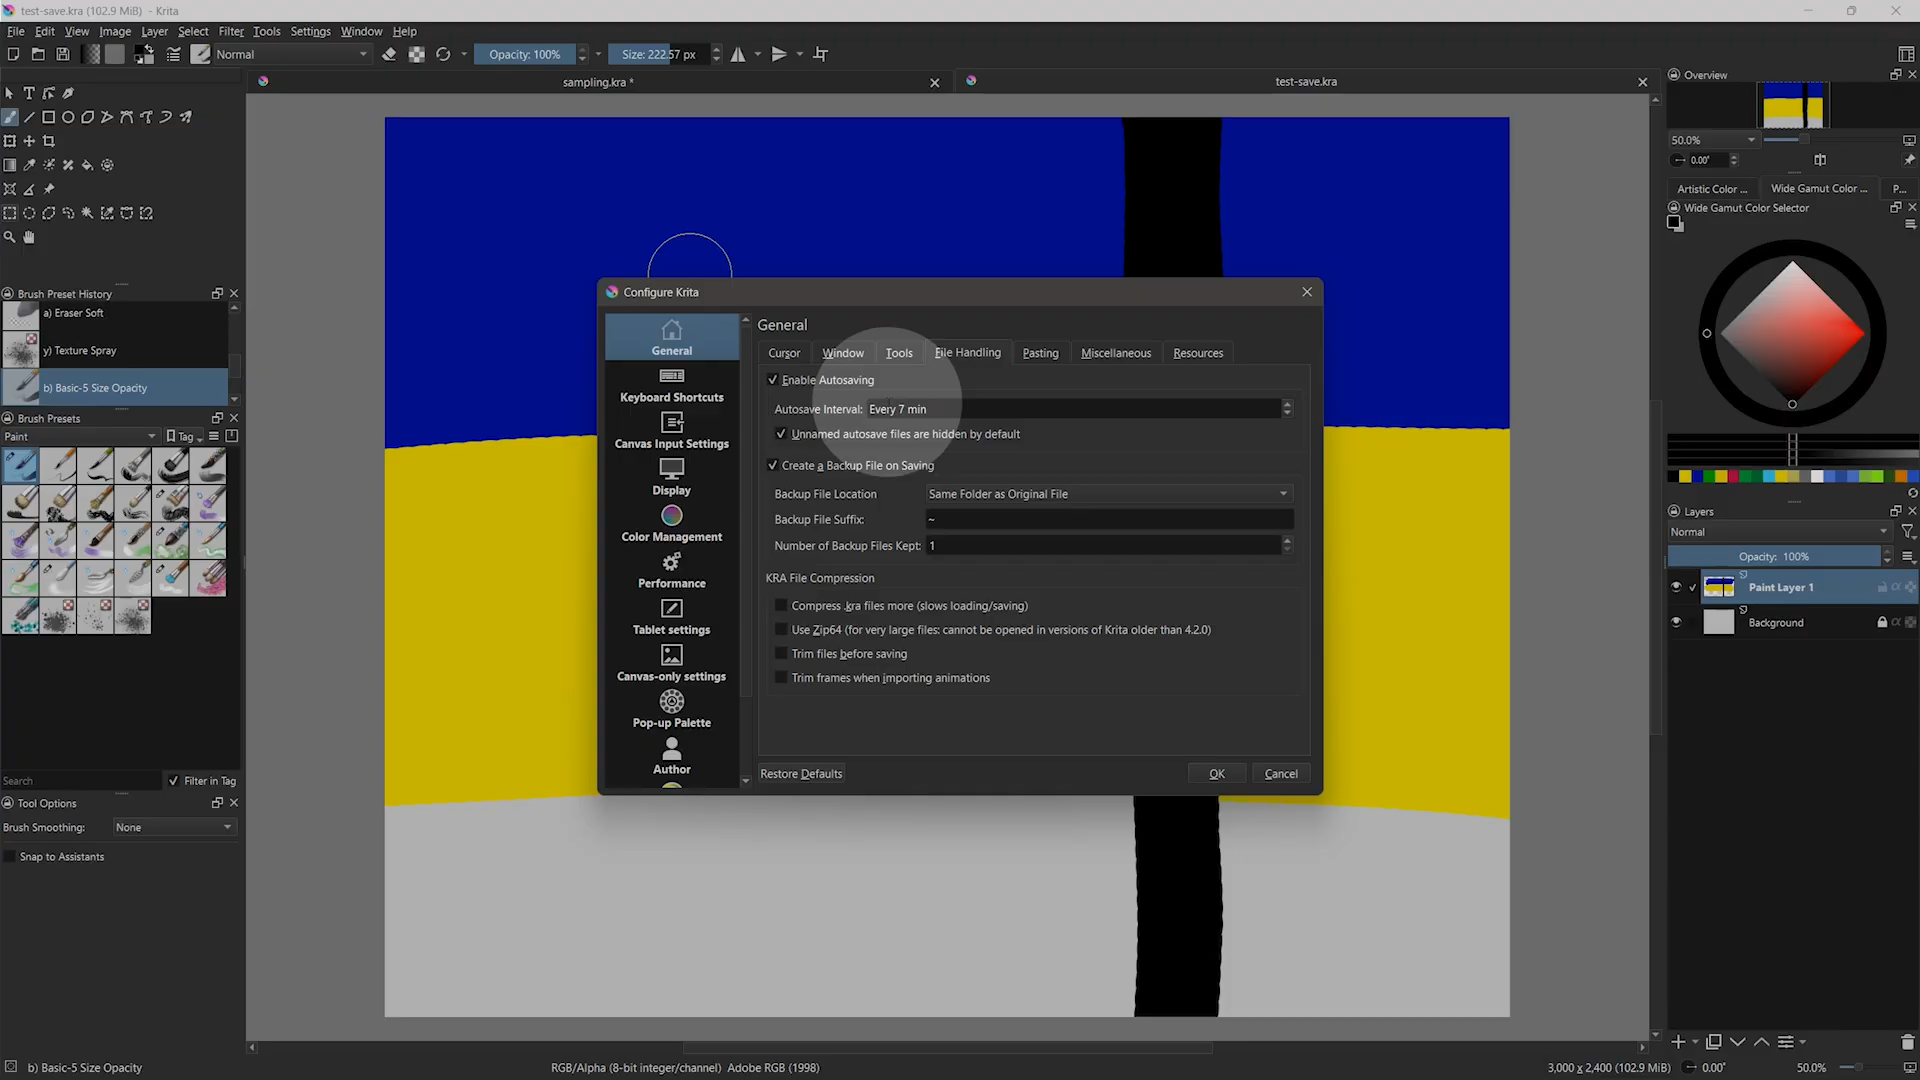 test-save.kra (102.9 MiB) - Krita
File Edit View Image Layer Select Filter Tools Settings Window Help
Normal
Opacity: 100%
Size: 222.57 px
sampling.kra *
test-save.kra
Overview
50.0%
0.00°
Artistic Color ...
Wide Gamut Color ...
P...
Wide Gamut Color Selector
Brush Preset History
a) Eraser Soft
y) Texture Spray
b) Basic-5 Size Opacity
Brush Presets
Paint
Tag
Search
Filter in Tag
Tool Options
Brush Smoothing: None
Snap to Assistants
Configure Krita
General
Keyboard Shortcuts
Canvas Input Settings
Display
Color Management
Performance
Tablet settings
Canvas-only settings
Pop-up Palette
Author
General
Cursor Window Tools File Handling Pasting Miscellaneous Resources
Enable Autosaving
Autosave Interval: Every 7 min
Unnamed autosave files are hidden by default
Create a Backup File on Saving
Backup File Location Same Folder as Original File
Backup File Suffix: ~
Number of Backup Files Kept: 1
KRA File Compression
Compress .kra files more (slows loading/saving)
Use Zip64 (for very large files: cannot be opened in versions of Krita older than 4.2.0)
Trim files before saving
Trim frames when importing animations
Restore Defaults
OK
Cancel
Layers
Normal
Opacity: 100%
Paint Layer 1
Background
b) Basic-5 Size Opacity
RGB/Alpha (8-bit integer/channel) Adobe RGB (1998)
3,000 x 2,400 (102.9 MiB)
0.00°
50.0%